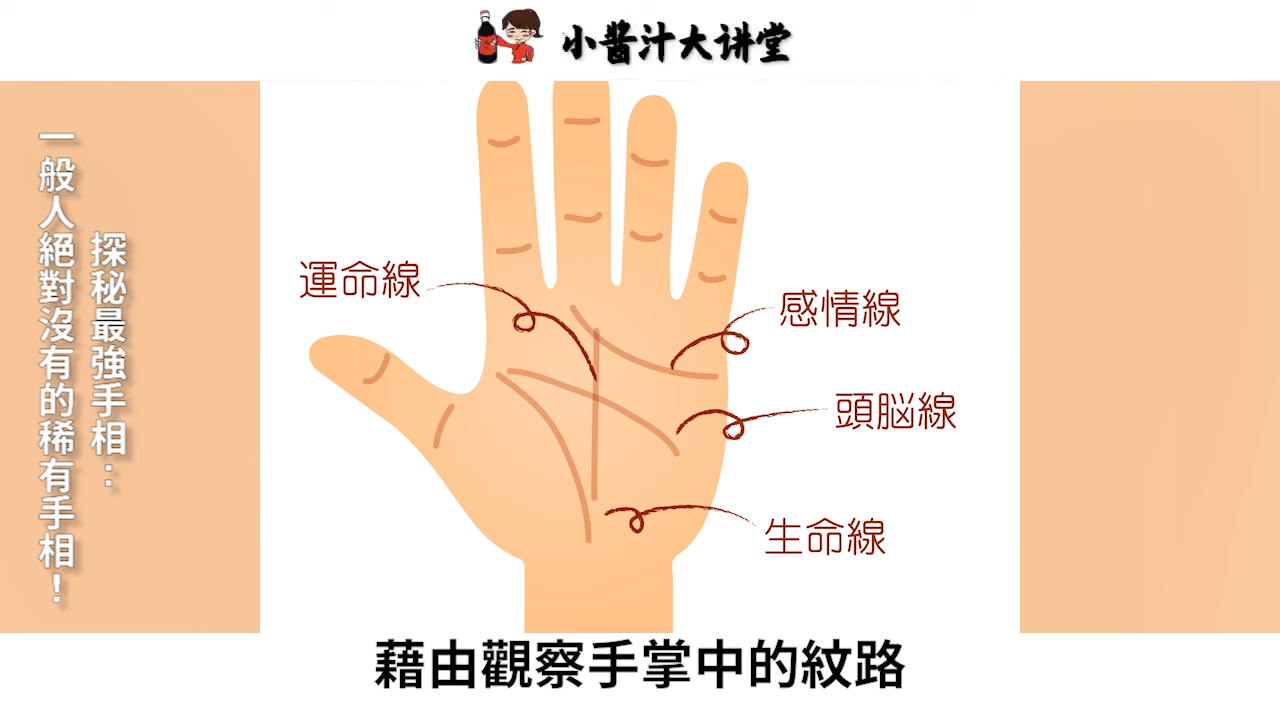 小醬汁大讲堂
探秘最強手相：
一般人絕對沒有的稀有手相！
運命線
感情線
頭脳線
生命線
藉由觀察手掌中的紋路